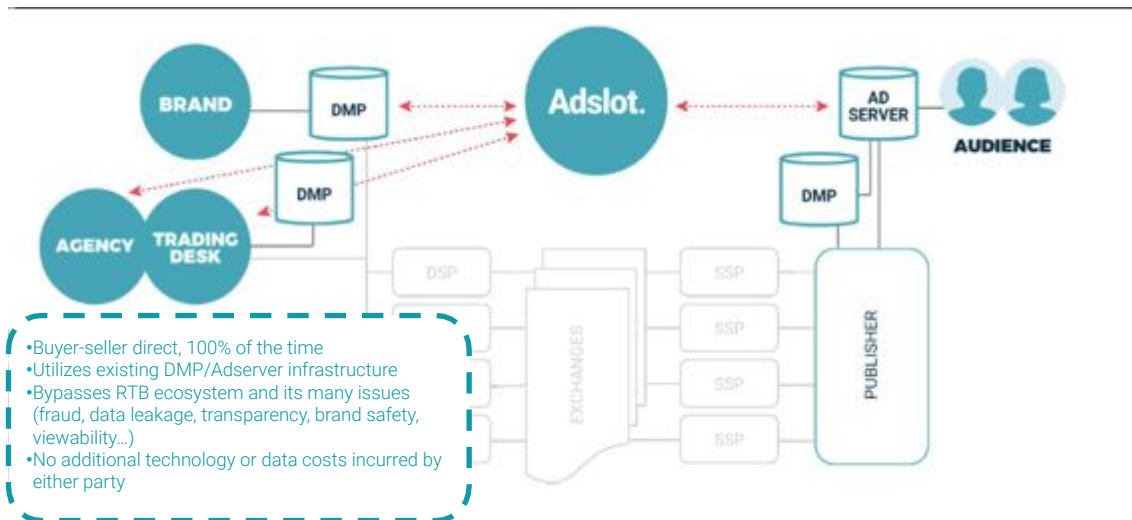 BRAND
DMP
Adslot.
AD
SERVER
AUDIENCE
DMP
DMP
AGENCY
TRADING
DESK
DSP
SSP
SSP
SSP
SSP
EXCHANGES
PUBLISHER
•Buyer-seller direct, 100% of the time
•Utilizes existing DMP/Adserver infrastructure
•Bypasses RTB ecosystem and its many issues
(fraud, data leakage, transparency, brand safety,
viewability...)
•No additional technology or data costs incurred by
either party